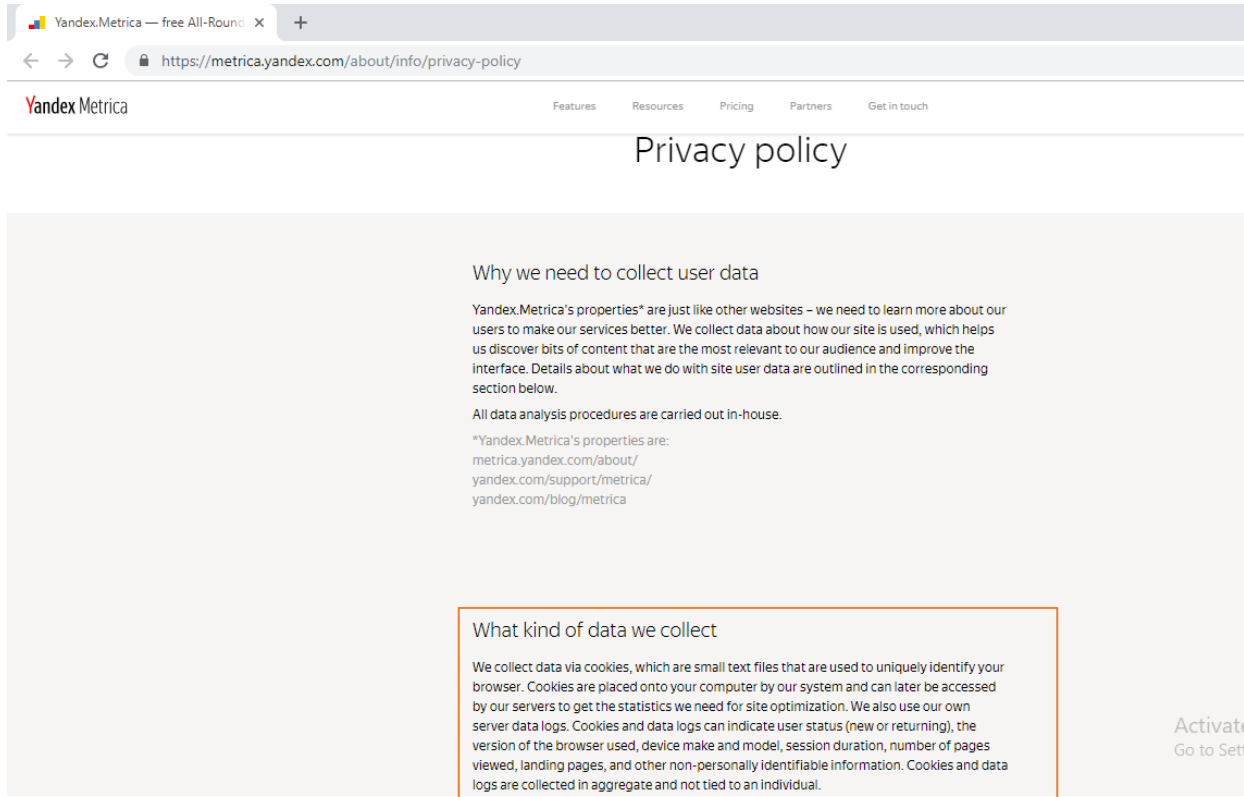 Yandex.Metrica — free All-Round
https://metrica.yandex.com/about/info/privacy-policy
Yandex Metrica
Features Resources Pricing Partners Get in touch
Privacy policy
Why we need to collect user data
Yandex.Metrica's properties* are just like other websites – we need to learn more about our
users to make our services better. We collect data about how our site is used, which helps
us discover bits of content that are the most relevant to our audience and improve the
interface. Details about what we do with site user data are outlined in the corresponding
section below.
All data analysis procedures are carried out in-house.
*Yandex.Metrica's properties are:
metrica.yandex.com/about/
yandex.com/support/metrica/
yandex.com/blog/metrica
What kind of data we collect
We collect data via cookies, which are small text files that are used to uniquely identify your
browser. Cookies are placed onto your computer by our system and can later be accessed
by our servers to get the statistics we need for site optimization. We also use our own
server data logs. Cookies and data logs can indicate user status (new or returning), the
version of the browser used, device make and model, session duration, number of pages
viewed, landing pages, and other non-personally identifiable information. Cookies and data
logs are collected in aggregate and not tied to an individual.
Activate
Go to Set